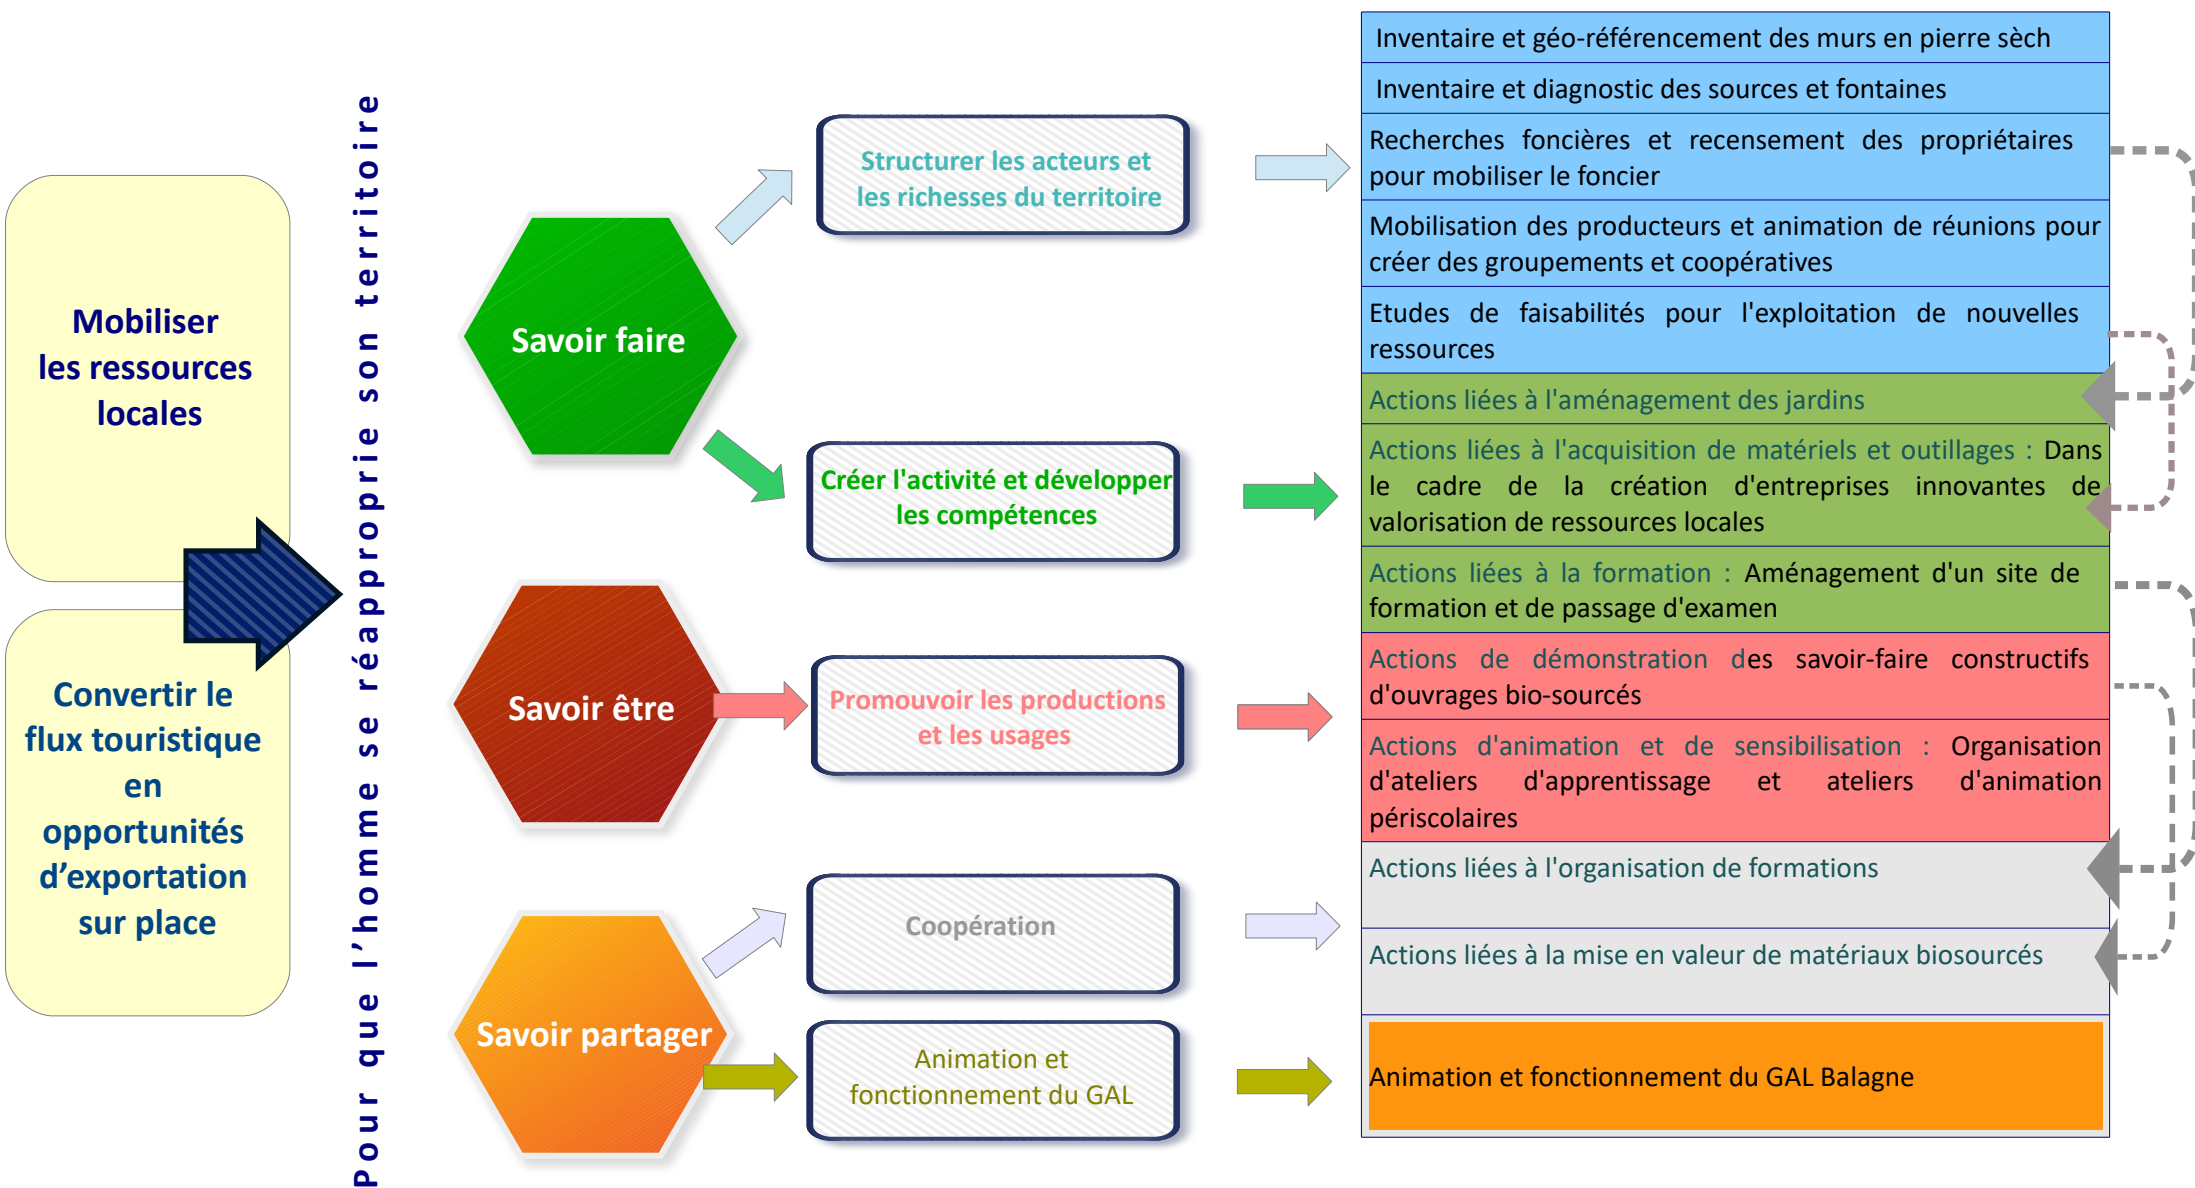 Mobiliser
les ressources
locales
Convertir le
flux touristique
en
opportunités
d’exportation
sur place
Pour que l’homme se réapproprie son territoire
Savoir faire
Savoir être
Savoir partager
Structurer les acteurs et
les richesses du territoire
Créer l'activité et développer
les compétences
Promouvoir les productions
et les usages
Coopération
Animation et
fonctionnement du GAL
Inventaire et géo-référencement des murs en pierre sèch
Inventaire et diagnostic des sources et fontaines
Recherches foncières et recensement des propriétaires
pour mobiliser le foncier
Mobilisation des producteurs et animation de réunions pour
créer des groupements et coopératives
Etudes de faisabilités pour l'exploitation de nouvelles
ressources
Actions liées à l'aménagement des jardins
Actions liées à l'acquisition de matériels et outillages : Dans
le cadre de la création d'entreprises innovantes de
valorisation de ressources locales
Actions liées à la formation : Aménagement d'un site de
formation et de passage d'examen
Actions de démonstration des savoir-faire constructifs
d'ouvrages bio-sourcés
Actions d'animation et de sensibilisation : Organisation
d'ateliers d'apprentissage et ateliers d'animation
périscolaires
Actions liées à l'organisation de formations
Actions liées à la mise en valeur de matériaux biosourcés
Animation et fonctionnement du GAL Balagne